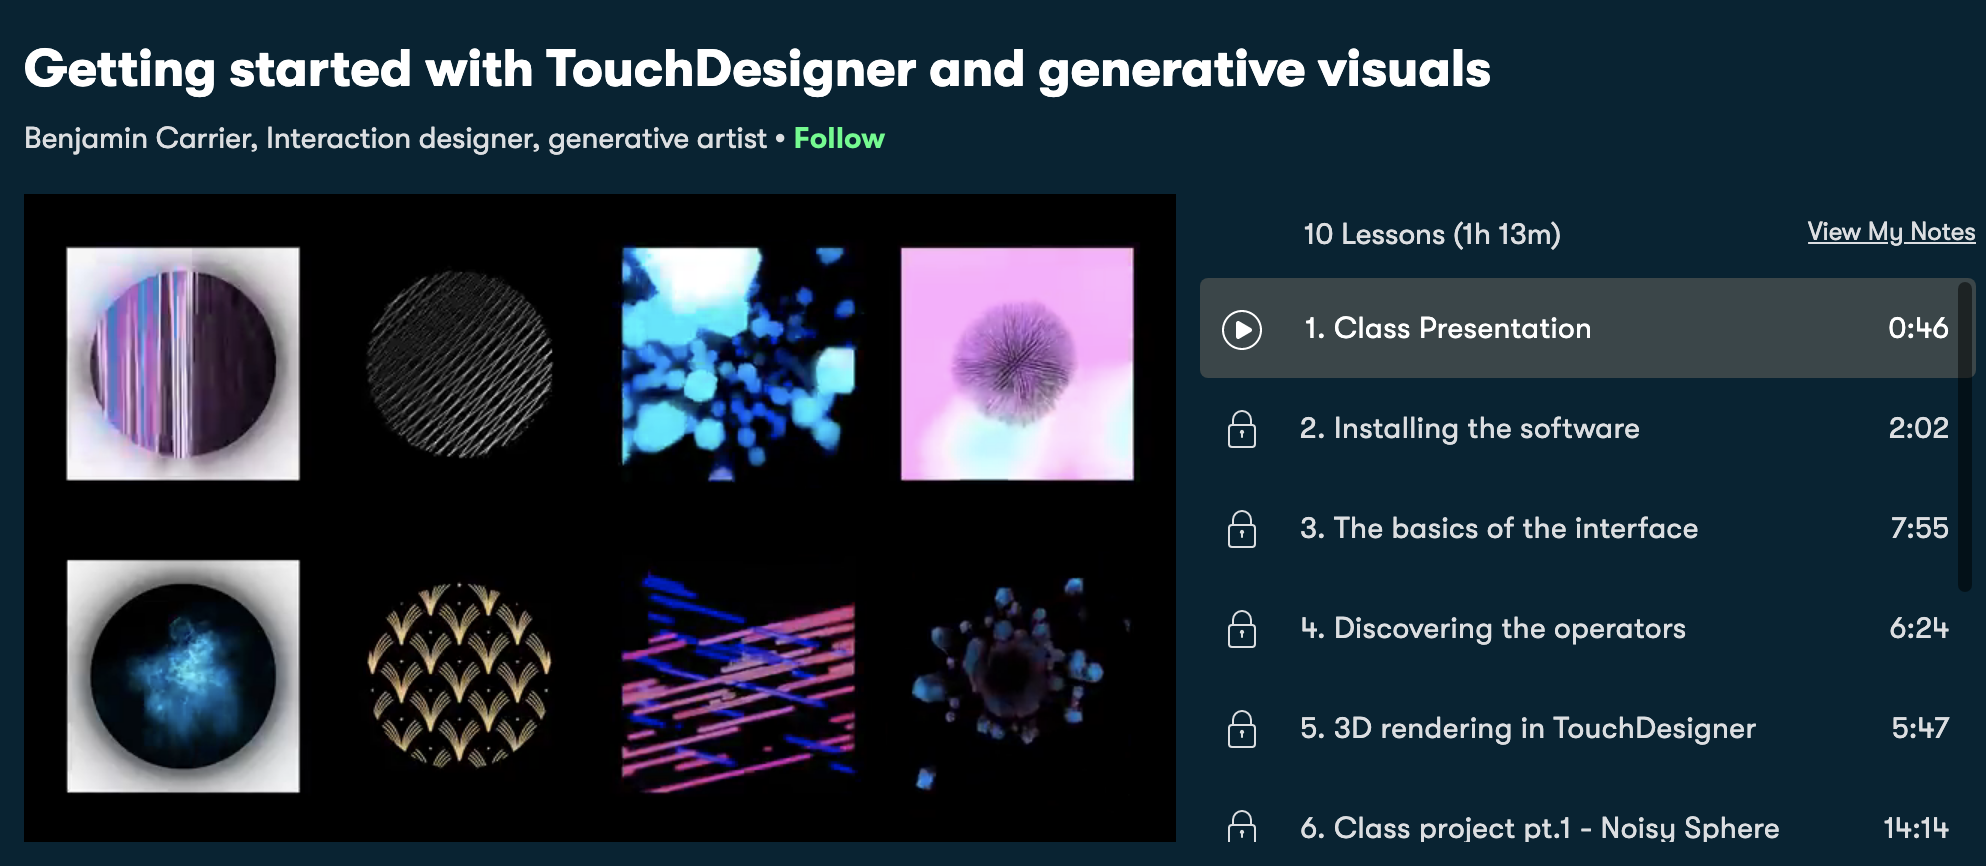 Getting started with TouchDesigner and generative visuals
Benjamin Carrier, Interaction designer, generative artist • Follow
10 Lessons (1h 13m) View My Notes
1. Class Presentation 0:46
2. Installing the software 2:02
3. The basics of the interface 7:55
4. Discovering the operators 6:24
5. 3D rendering in TouchDesigner 5:47
6. Class project pt.1 - Noisy Sphere 14:14